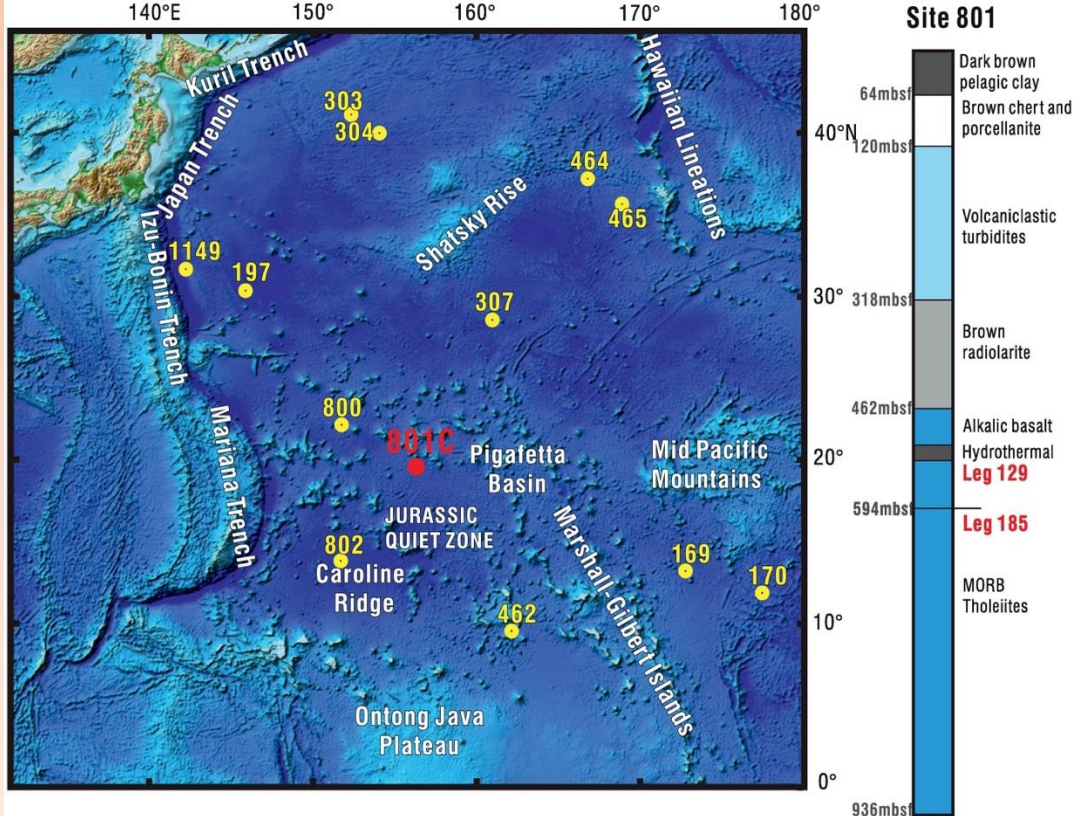 140°E
150°
160°
170°
180°
Kuril Trench
Japan Trench
303
304
40°N
Hawaiian Lineations
464
465
Shatsky Rise
Izu-Bonin Trench
1149
197
30°
307
800
801C
Mariana Trench
Pigafetta
Basin
Mid Pacific
Mountains
20°
JURASSIC
QUIET ZONE
802
Caroline
Ridge
Marshall-Gilbert Islands
169
170
462
10°
Ontong Java
Plateau
0°
Site 801
Dark brown
pelagic clay
64mbsf
Brown chert and
porcellanite
120mbsf
Volcaniclastic
turbidites
318mbsf
Brown
radiolarite
462mbsf
Alkalic basalt
Hydrothermal
Leg 129
594mbsf
Leg 185
MORB
Tholeiites
936mbsf